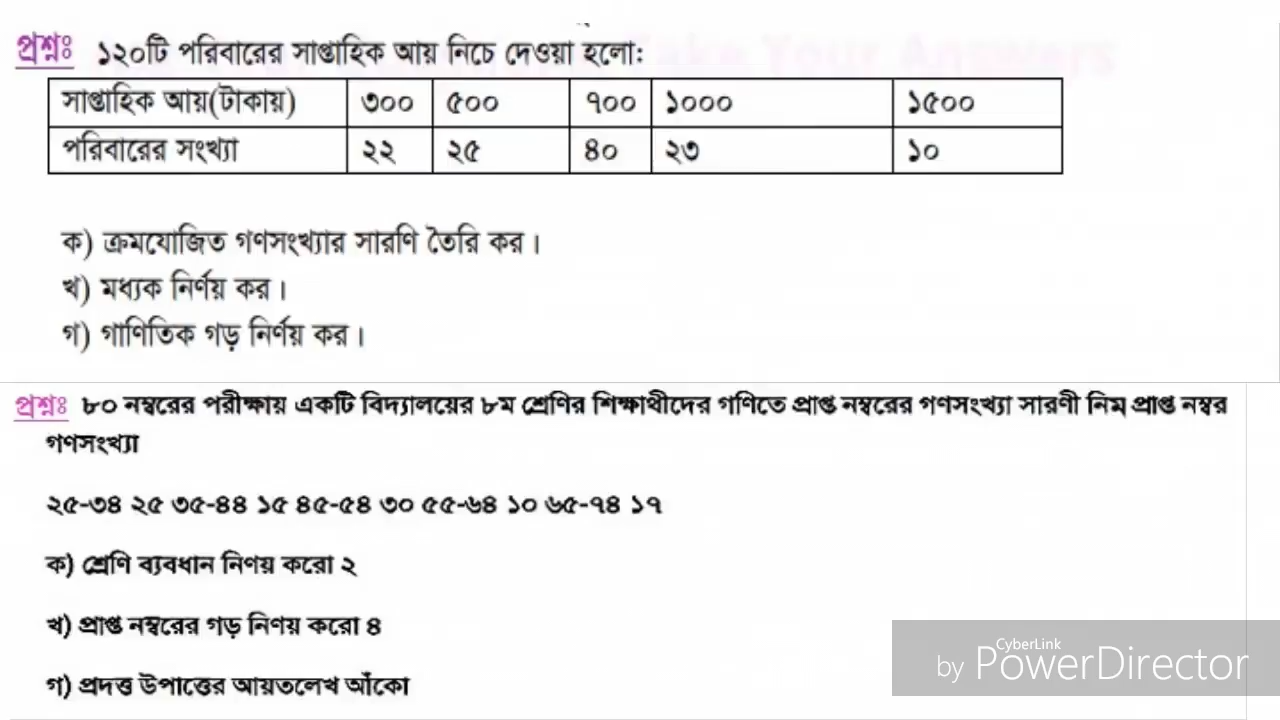 প্রশ্নঃ ১২০টি পরিবারের সাপ্তাহিক আয় নিচে দেওয়া হলো:
সাপ্তাহিক আয়(টাকায়) ৩০০ ৫০০ ৭০০ ১০০০ ১৫০০
পরিবারের সংখ্যা ২২ ২৫ ৪০ ২৩ ১০
ক) ক্রমযোজিত গণসংখ্যার সারণি তৈরি কর।
খ) মধ্যক নির্ণয় কর।
গ) গাণিতিক গড় নির্ণয় কর।
প্রশ্নঃ ৮০ নম্বরের পরীক্ষায় একটি বিদ্যালয়ের ৮ম শ্রেণির শিক্ষাথীদের গণিতে প্রাপ্ত নম্বরের গণসংখ্যা সারণী নিম্ন প্রাপ্ত নম্বর
গণসংখ্যা
২৫-৩৪ ২৫ ৩৫-৪৪ ১৫ ৪৫-৫৪ ৩০ ৫৫-৬৪ ১০ ৬৫-৭৪ ১৭
ক) শ্রেণি ব্যবধান নিণয় করো ২
খ) প্রাপ্ত নম্বরের গড় নিণয় করো ৪
গ) প্রদত্ত উপাত্তের আয়তলেখ আঁকো
CyberLink
by PowerDirector